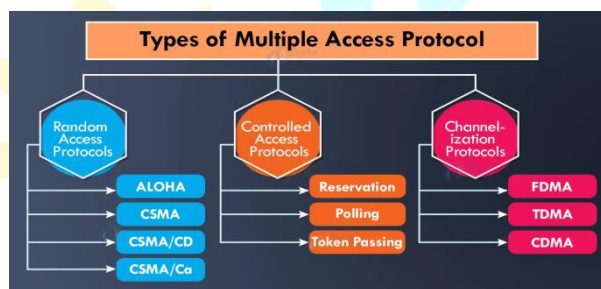 Types of Multiple Access Protocol
Random
Access
Protocols
ALOHA
CSMA
CSMA/CD
CSMA/Ca
Controlled
Access
Protocols
Reservation
Polling
Token Passing
Channel-
ization
Protocols
FDMA
TDMA
CDMA